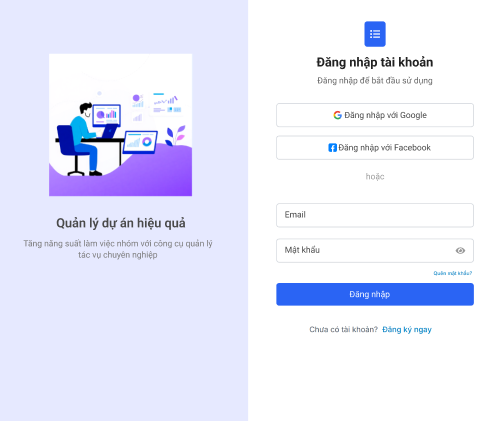 Quản lý dự án hiệu quả
Tăng năng suất làm việc nhóm với công cụ quản lý
tác vụ chuyên nghiệp
Đăng nhập tài khoản
Đăng nhập để bắt đầu sử dụng
Đăng nhập với Google
Đăng nhập với Facebook
hoặc
Email
Mật khẩu
Quên mật khẩu?
Đăng nhập
Chưa có tài khoản? Đăng ký ngay